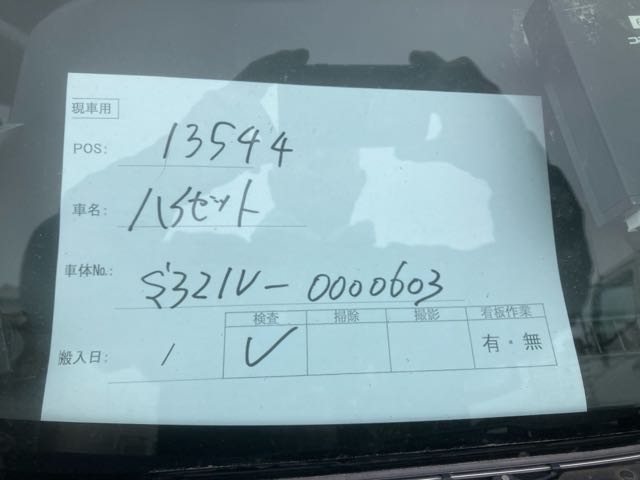 現車用
POS: 13544
車名: ハイゼット
車体No.: S321V-0000603
検査 掃除 撮影 看板作業
搬入日: / ✓ 有・無